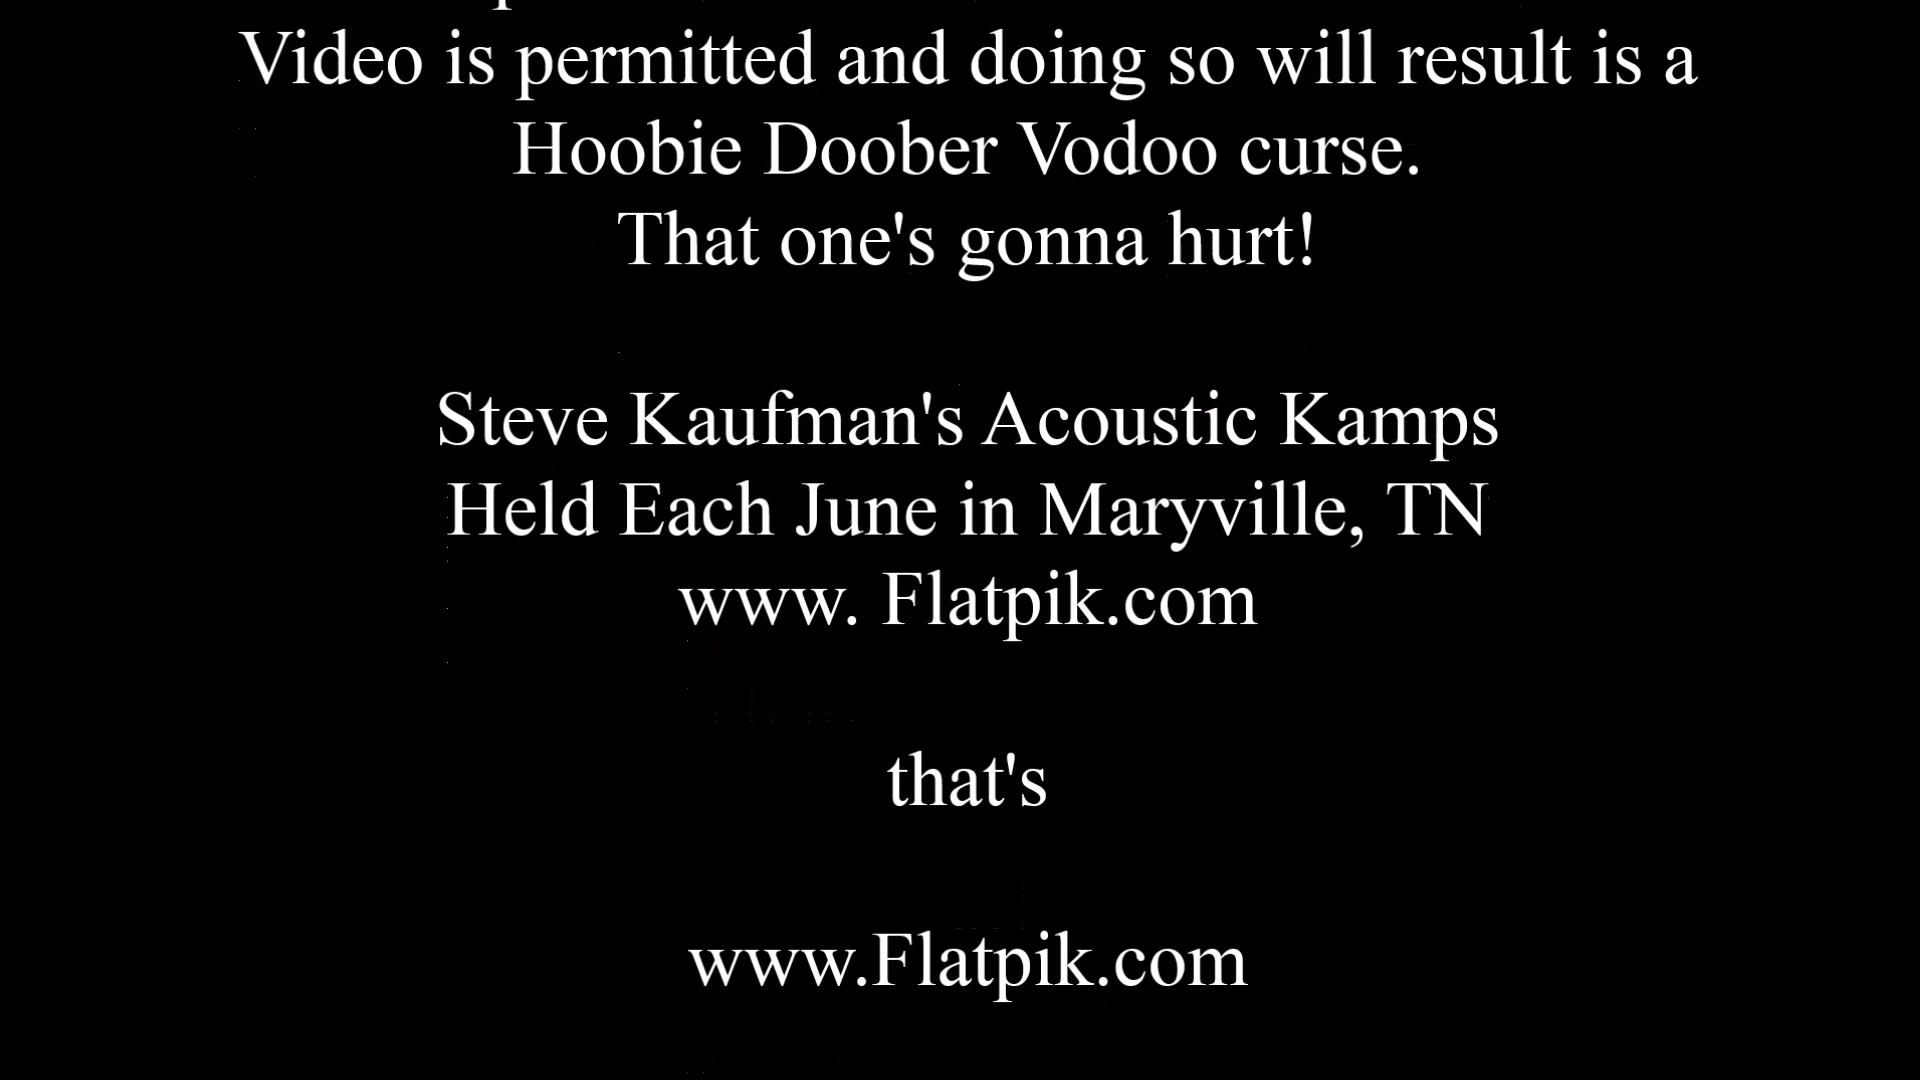 Video is permitted and doing so will result is a
Hoobie Doober Vodoo curse.
That one's gonna hurt!
Steve Kaufman's Acoustic Kamps
Held Each June in Maryville, TN
www. Flatpik.com
that's
www.Flatpik.com